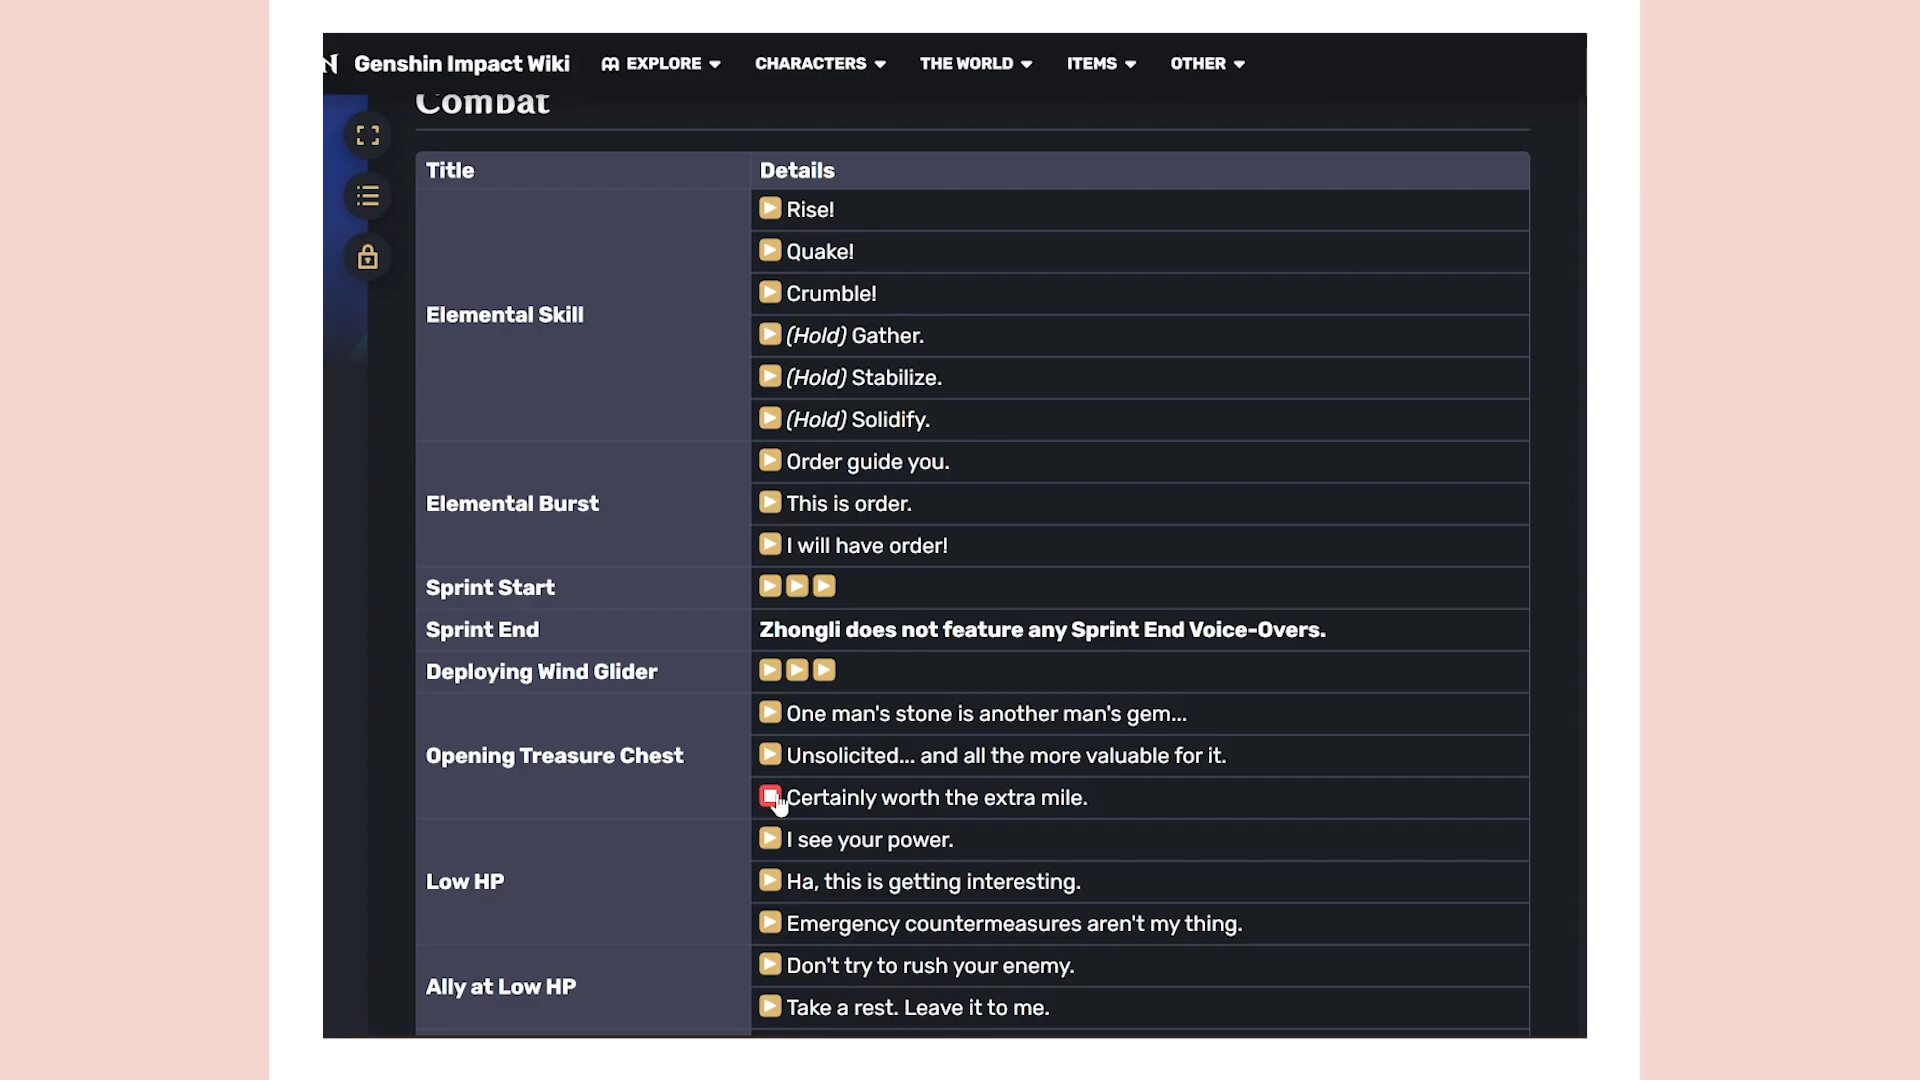 Genshin Impact Wiki EXPLORE CHARACTERS THE WORLD ITEMS OTHER
Combat
Title Details
Elemental Skill
Rise!
Quake!
Crumble!
(Hold) Gather.
(Hold) Stabilize.
(Hold) Solidify.
Elemental Burst
Order guide you.
This is order.
I will have order!
Sprint Start
Sprint End Zhongli does not feature any Sprint End Voice-Overs.
Deploying Wind Glider
Opening Treasure Chest
One man's stone is another man's gem...
Unsolicited... and all the more valuable for it.
Certainly worth the extra mile.
Low HP
I see your power.
Ha, this is getting interesting.
Emergency countermeasures aren't my thing.
Ally at Low HP
Don't try to rush your enemy.
Take a rest. Leave it to me.